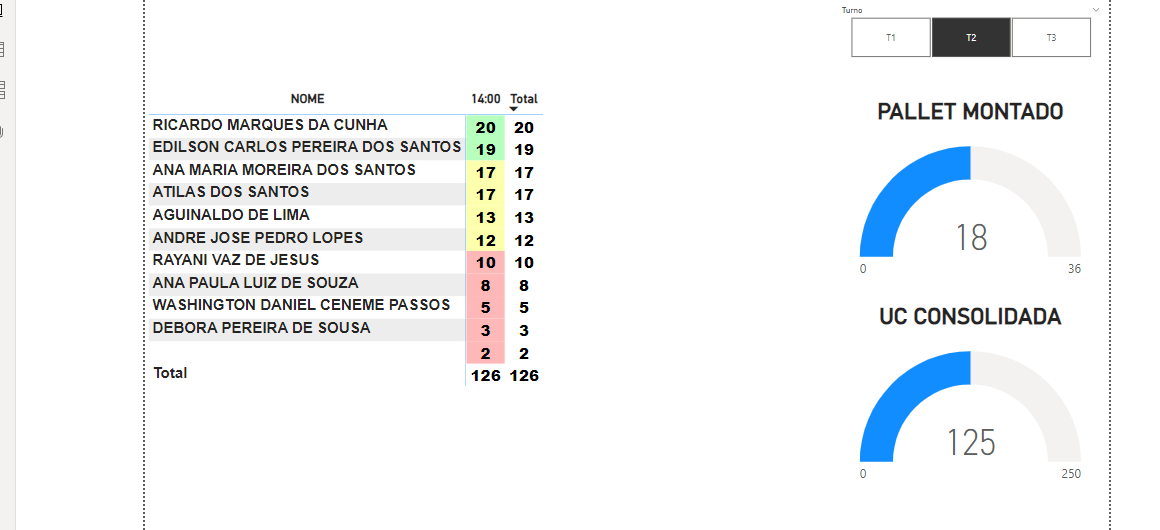 Turno
T1 T2 T3
NOME 14:00 Total
RICARDO MARQUES DA CUNHA 20 20
EDILSON CARLOS PEREIRA DOS SANTOS 19 19
ANA MARIA MOREIRA DOS SANTOS 17 17
ATILAS DOS SANTOS 17 17
AGUINALDO DE LIMA 13 13
ANDRE JOSE PEDRO LOPES 12 12
RAYANI VAZ DE JESUS 10 10
ANA PAULA LUIZ DE SOUZA 8 8
WASHINGTON DANIEL CENEME PASSOS 5 5
DEBORA PEREIRA DE SOUSA 3 3
2 2
Total 126 126
PALLET MONTADO
18
0 36
UC CONSOLIDADA
125
0 250